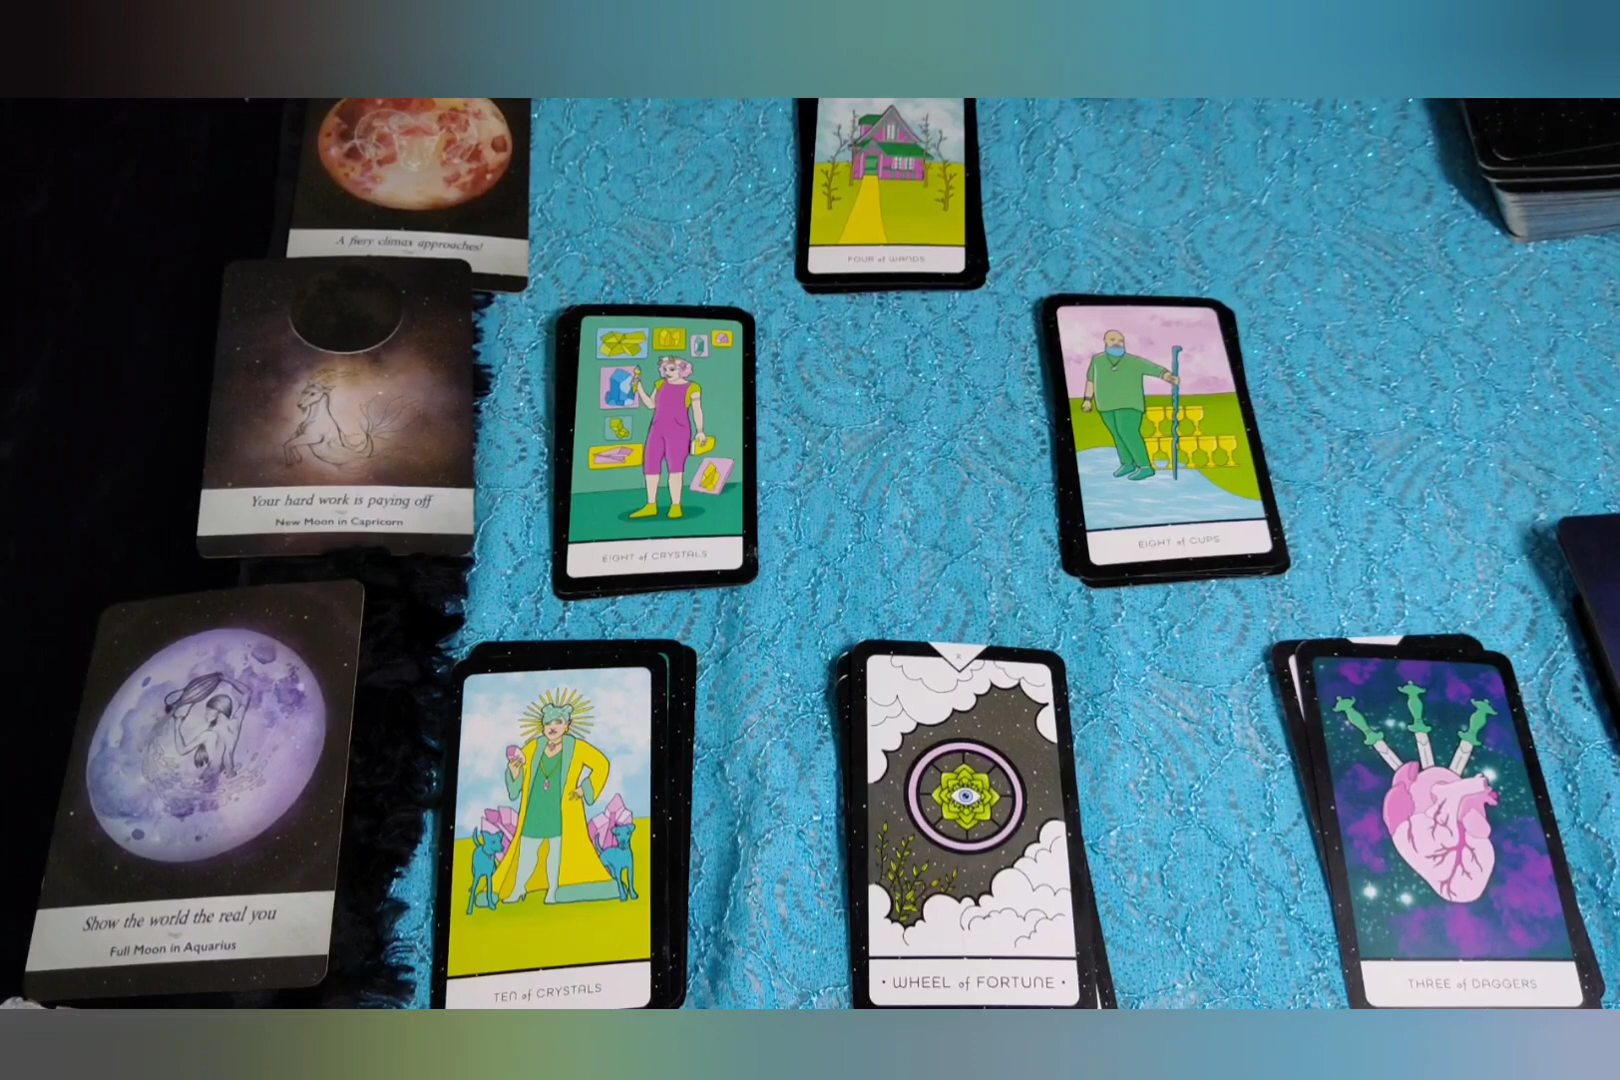 A fiery climax approaches!
FOUR of WANDS
Your hard work is paying off
New Moon in Capricorn
EIGHT of CRYSTALS
EIGHT of CUPS
Show the world the real you
Full Moon in Aquarius
TEN of CRYSTALS
X
• WHEEL of FORTUNE •
THREE of DAGGERS